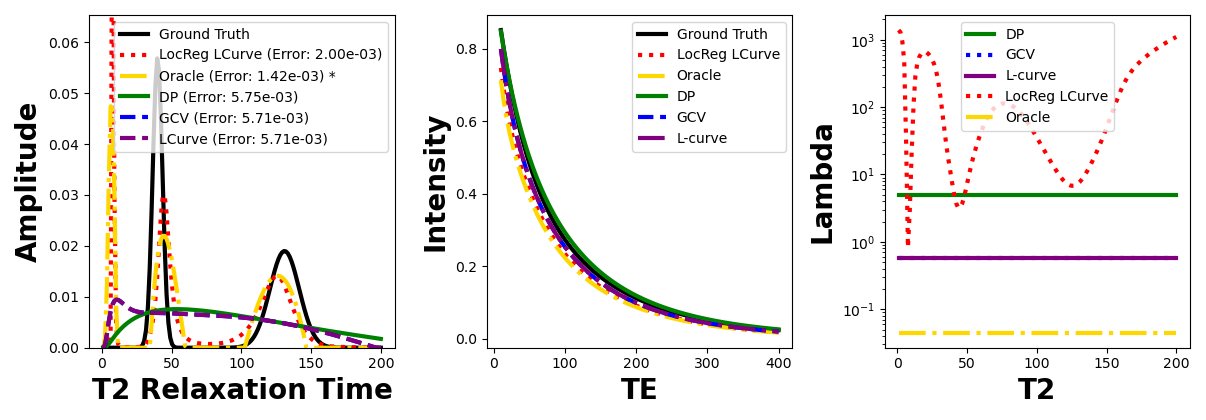 Amplitude
0.06
0.05
0.04
0.03
0.02
0.01
0.00
Ground Truth
LocReg LCurve (Error: 2.00e-03)
Oracle (Error: 1.42e-03) *
DP (Error: 5.75e-03)
GCV (Error: 5.71e-03)
LCurve (Error: 5.71e-03)
0 50 100 150 200
T2 Relaxation Time
Intensity
0.8
0.6
0.4
0.2
0.0
Ground Truth
LocReg LCurve
Oracle
DP
GCV
L-curve
0 100 200 300 400
TE
Lambda
10³
10²
10¹
10⁰
10⁻¹
DP
GCV
L-curve
LocReg LCurve
Oracle
0 50 100 150 200
T2